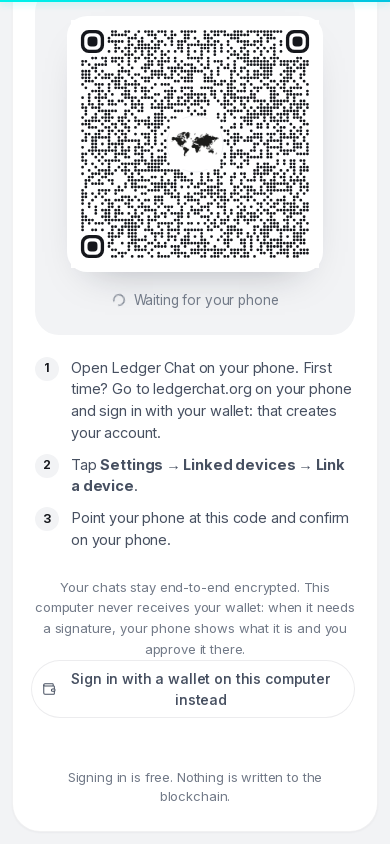 Waiting for your phone
1
Open Ledger Chat on your phone. First
time? Go to ledgerchat.org on your phone
and sign in with your wallet: that creates
your account.
2
Tap Settings → Linked devices → Link
a device.
3
Point your phone at this code and confirm
on your phone.
Your chats stay end-to-end encrypted. This
computer never receives your wallet: when it needs
a signature, your phone shows what it is and you
approve it there.
Sign in with a wallet on this computer
instead
Signing in is free. Nothing is written to the
blockchain.